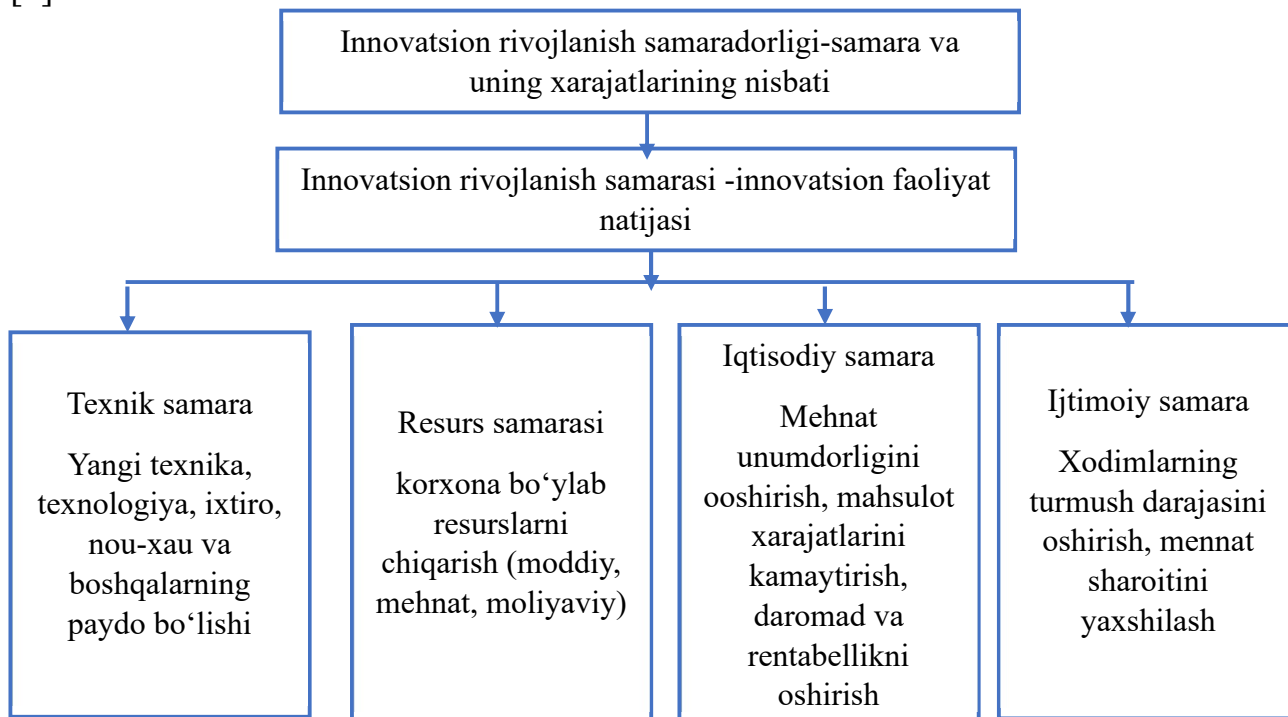 Innovatsion rivojlanish samaradorligi-samara va
uning xarajatlarining nisbati
Innovatsion rivojlanish samarasi -innovatsion faoliyat
natijasi
Texnik samara
Yangi texnika,
texnologiya, ixtiro,
nou-xau va
boshqalarning
paydo bo‘lishi
Resurs samarasi
korxona bo‘ylab
resurslarni
chiqarish (moddiy,
mehnat, moliyaviy)
Iqtisodiy samara
Mehnat
unumdorligini
ooshirish, mahsulot
xarajatlarini
kamaytirish,
daromad va
rentabellikni
oshirish
Ijtimoiy samara
Xodimlarning
turmush darajasini
oshirish, mennat
sharoitini
yaxshilash